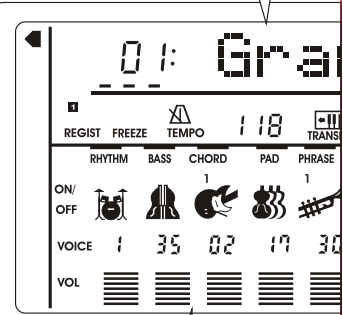 01: Gra
1
REGIST FREEZE TEMPO 118 TRANS
RHYTHM BASS CHORD PAD PHRASE
1 1
ON/
OFF
VOICE 1 35 02 17 30
VOL